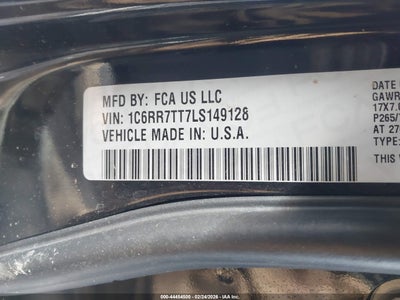 MFD BY: FCA US LLC
VIN: 1C6RR7TT7LS149128
VEHICLE MADE IN: U.S.A.
DATE
GAWR
17X7.
P265/
AT 27
TYPE:
THIS V
000-44454500 - 02/24/2026 - IAA Inc.